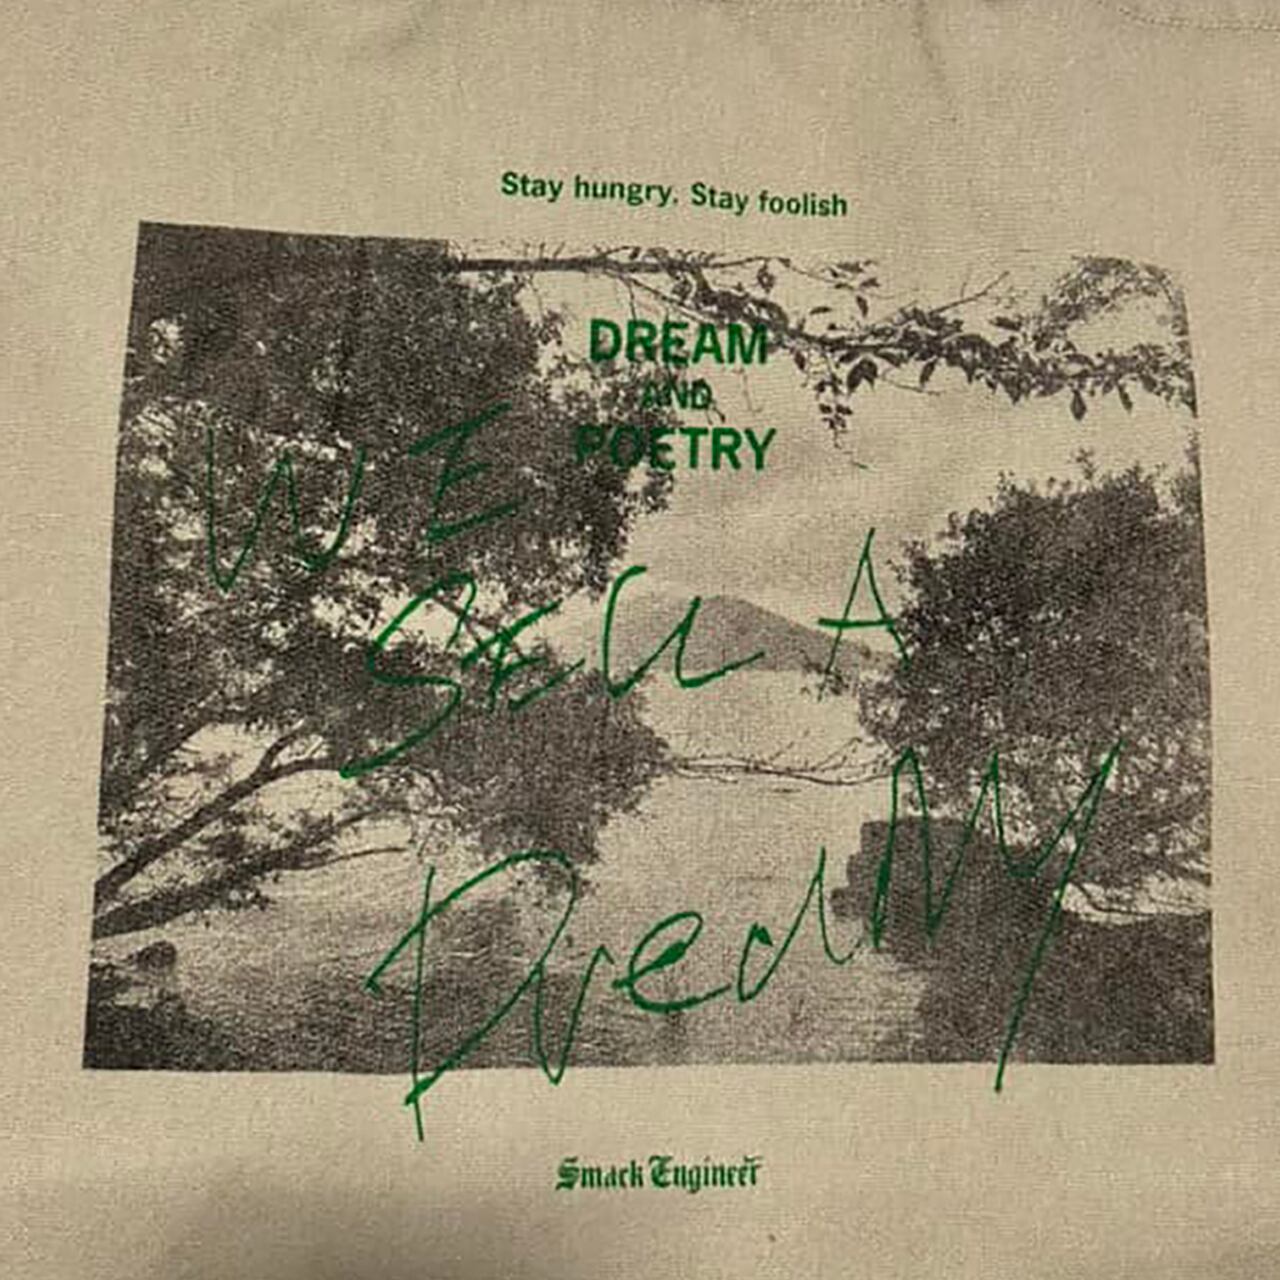 Stay hungry. Stay foolish
DREAM
AND
POETRY
WE
SEll A
DreaM
Smack Engineer